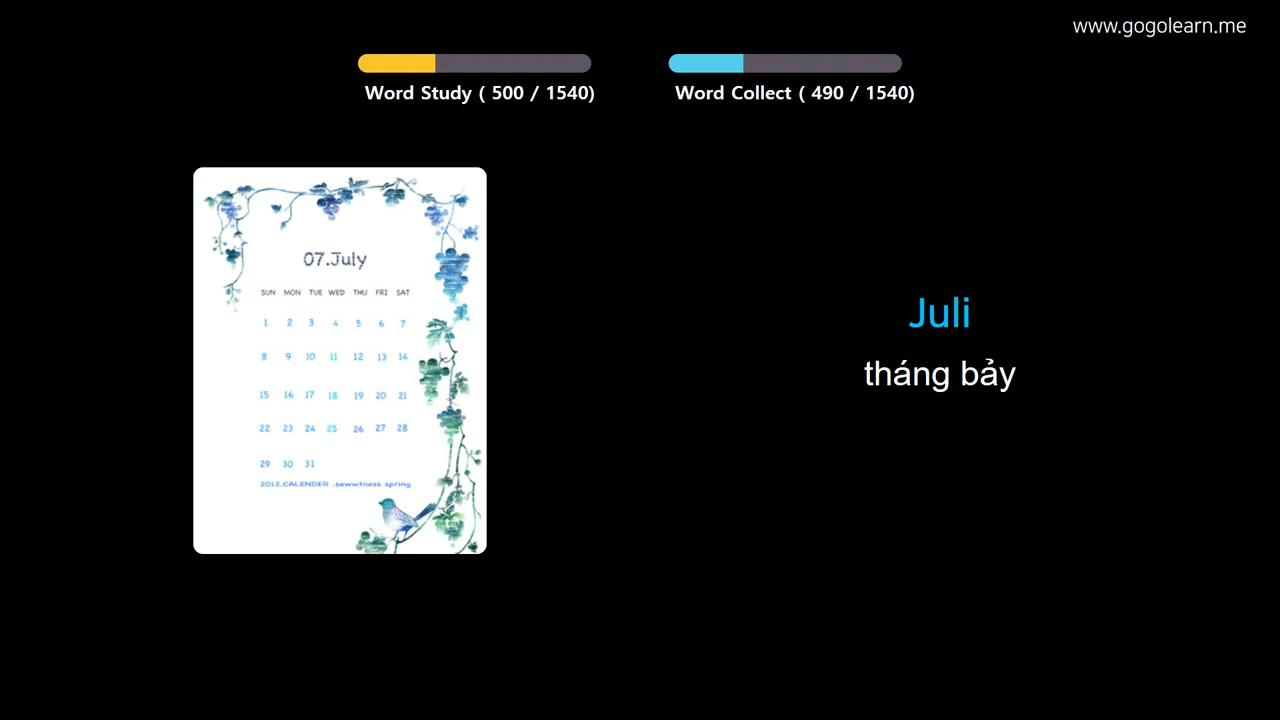 www.gogolearn.me
Word Study ( 500 / 1540)
Word Collect ( 490 / 1540)
07.July
SUN MON TUE WED THU FRI SAT
1 2 3 4 5 6 7
8 9 10 11 12 13 14
15 16 17 18 19 20 21
22 23 24 25 26 27 28
29 30 31
2012.CALENDER .sewwtness spring
Juli
tháng bảy